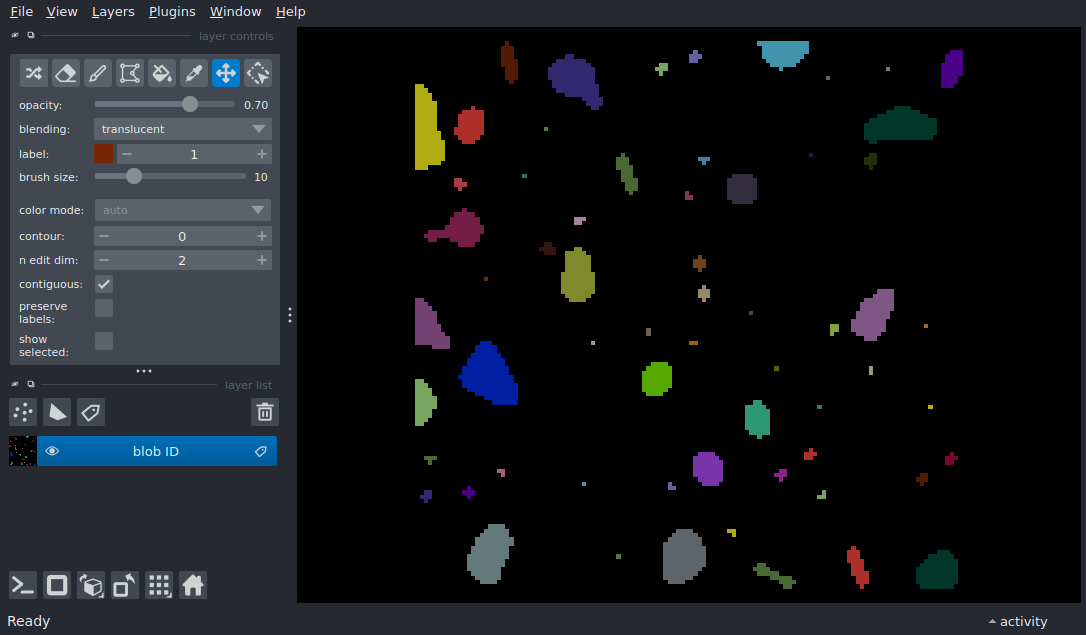 File View Layers Plugins Window Help
layer controls
opacity: 0.70
blending: translucent
label: 1
brush size: 10
color mode: auto
contour: 0
n edit dim: 2
contiguous:
preserve
labels:
show
selected:
layer list
blob ID
Ready activity